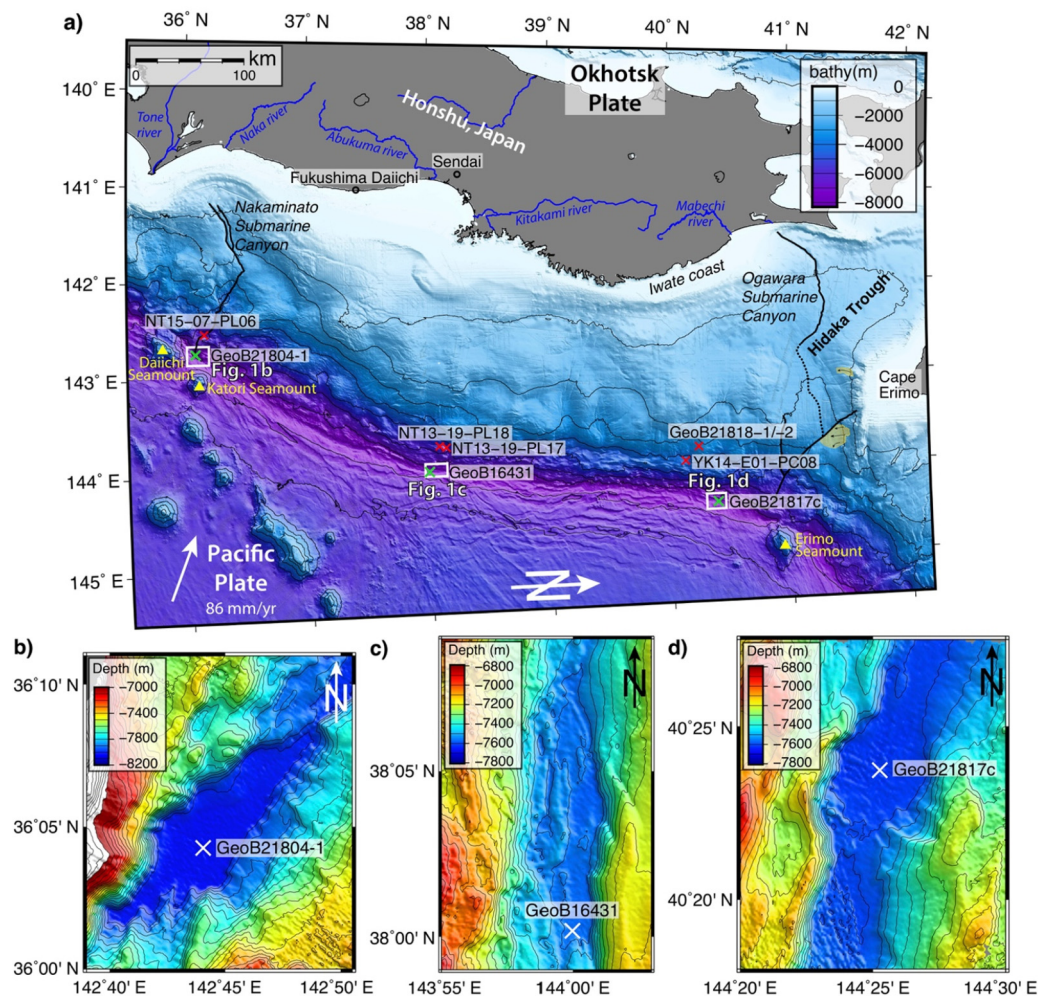 a)
36° N
37° N
38° N
39° N
40° N
41° N
42° N
km
0
100
140° E
141° E
142° E
143° E
144° E
145° E
Okhotsk
Plate
bathy(m)
0
−2000
−4000
−6000
−8000
Honshu, Japan
Tone
river
Naka river
Abukuma river
Sendai
Fukushima Daiichi
Kitakami river
Mabechi
river
Nakaminato
Submarine
Canyon
Iwate coast
Ogawara
Submarine
Canyon
Hidaka Trough
Cape
Erimo
NT15-07-PL06
GeoB21804-1
Fig. 1b
Daiichi
Seamount
Katori Seamount
NT13-19-PL18
NT13-19-PL17
GeoB16431
Fig. 1c
GeoB21818-1/-2
YK14-E01-PC08
Fig. 1d
GeoB21817c
Erimo
Seamount
Pacific
Plate
86 mm/yr
N
b)
Depth (m)
−7000
−7400
−7800
−8200
N
36°10' N
36°05' N
36°00' N
GeoB21804-1
142°40' E
142°45' E
142°50' E
c)
Depth (m)
−6800
−7000
−7200
−7400
−7600
−7800
N
38°05' N
38°00' N
GeoB16431
143°55' E
144°00' E
d)
Depth (m)
−6800
−7000
−7200
−7400
−7600
−7800
N
40°25' N
40°20' N
GeoB21817c
144°20' E
144°25' E
144°30' E